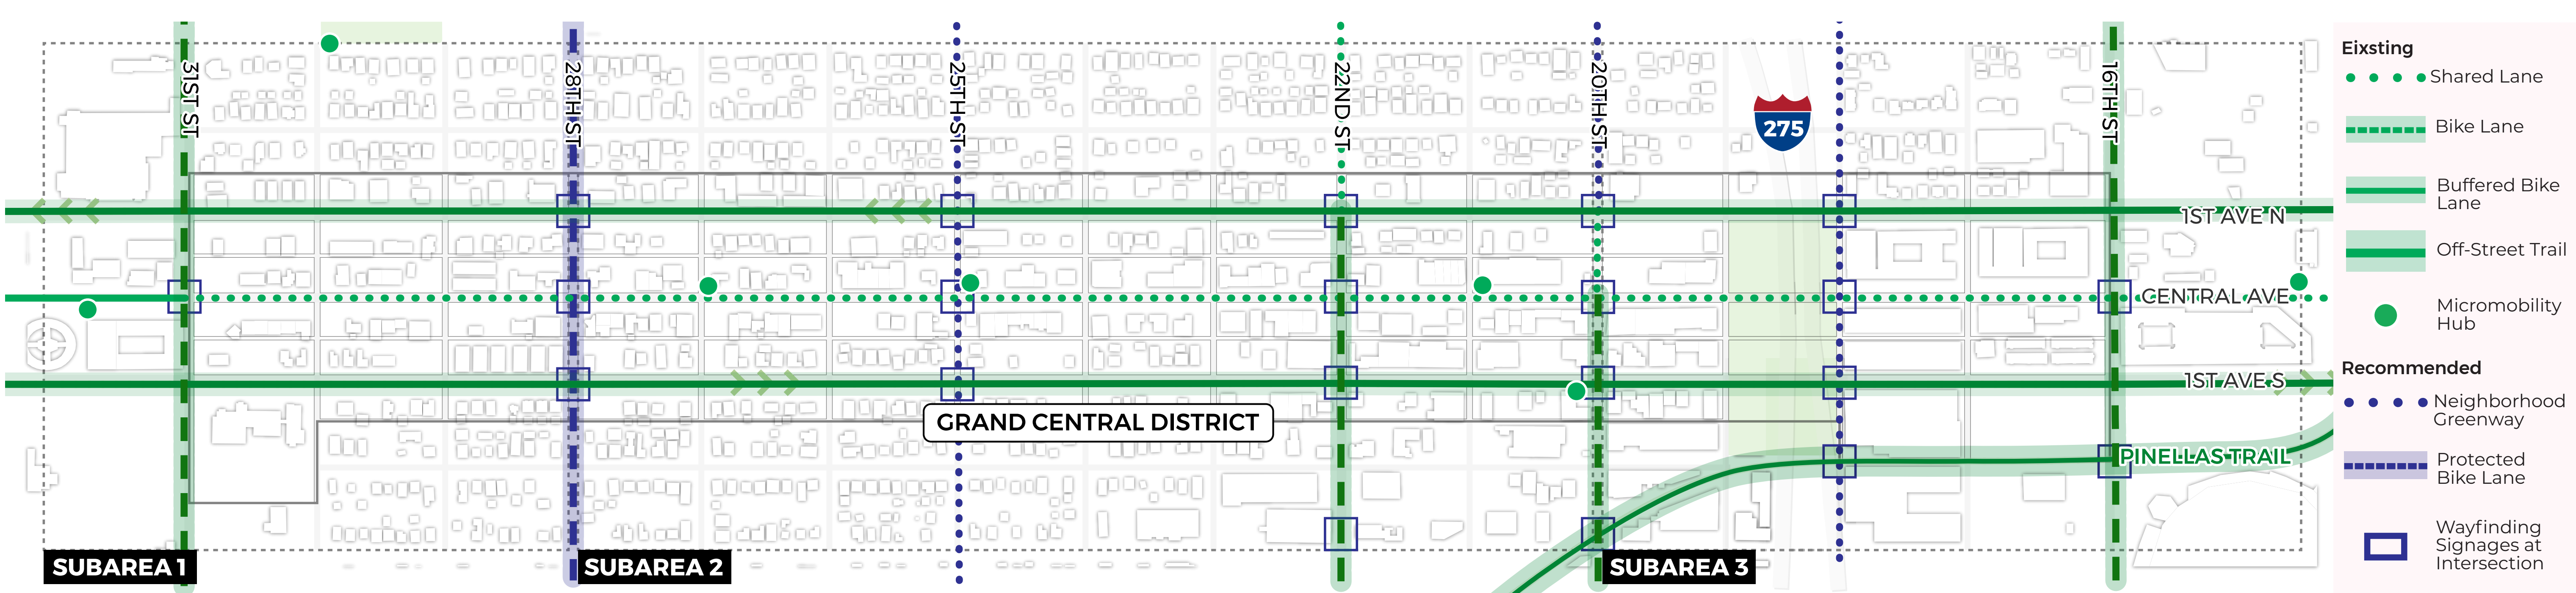 31ST ST
28TH ST
25TH ST
22ND ST
20TH ST
16TH ST
275
1ST AVE N
CENTRAL AVE
1ST AVE S
GRAND CENTRAL DISTRICT
PINELLAS TRAIL
SUBAREA 1
SUBAREA 2
SUBAREA 3
Eixsting
Shared Lane
Bike Lane
Buffered Bike
Lane
Off-Street Trail
Micromobility
Hub
Recommended
Neighborhood
Greenway
Protected
Bike Lane
Wayfinding
Signages at
Intersection